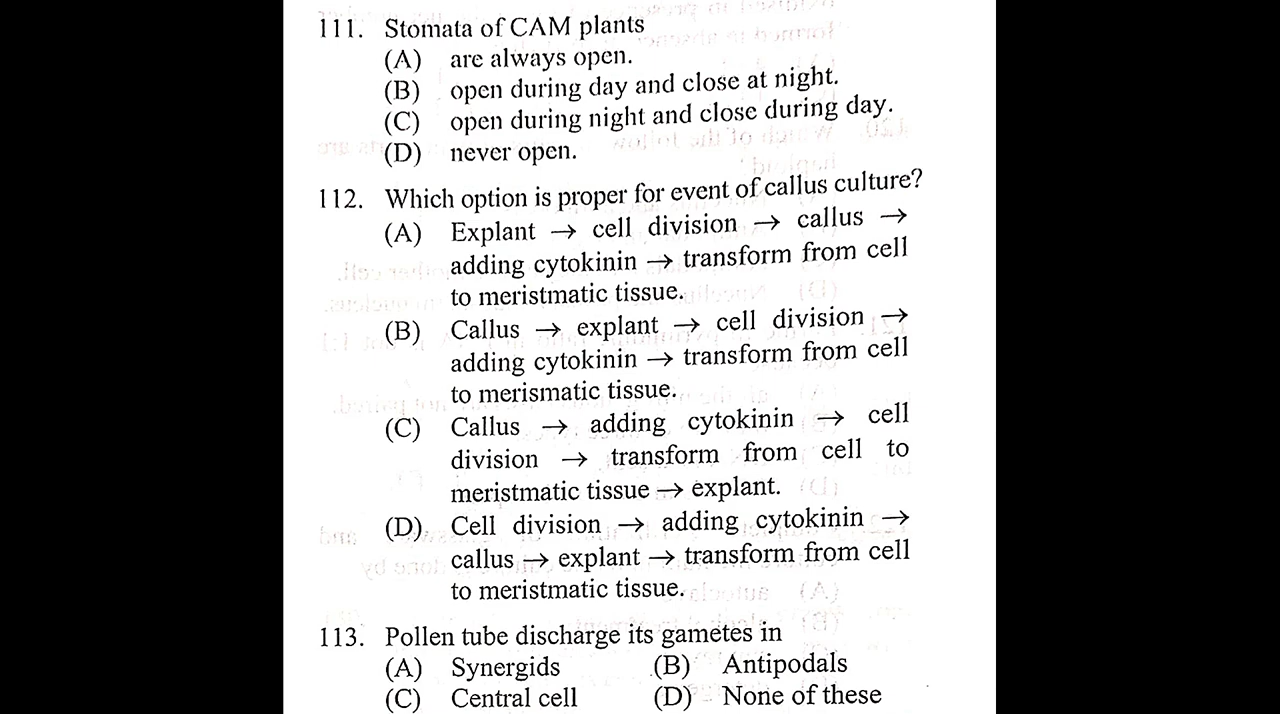 111. Stomata of CAM plants
(A) are always open.
(B) open during day and close at night.
(C) open during night and close during day.
(D) never open.
112. Which option is proper for event of callus culture?
(A) Explant → cell division → callus →
adding cytokinin → transform from cell
to meristmatic tissue.
(B) Callus → explant → cell division →
adding cytokinin → transform from cell
to merismatic tissue.
(C) Callus → adding cytokinin → cell
division → transform from cell to
meristmatic tissue → explant.
(D) Cell division → adding cytokinin →
callus → explant → transform from cell
to meristmatic tissue.
113. Pollen tube discharge its gametes in
(A) Synergids (B) Antipodals
(C) Central cell (D) None of these